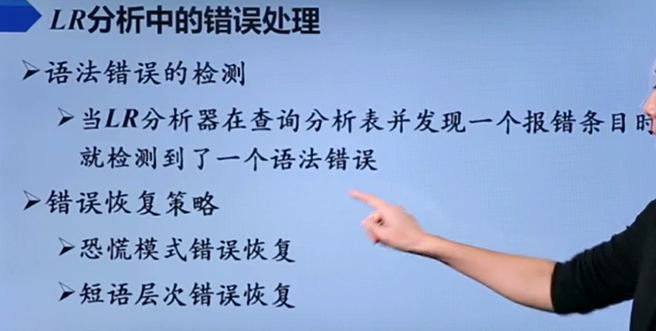 LR分析中的错误处理
➢语法错误的检测
➢当LR分析器在查询分析表并发现一个报错条目时
就检测到了一个语法错误
➢错误恢复策略
➢恐慌模式错误恢复
➢短语层次错误恢复